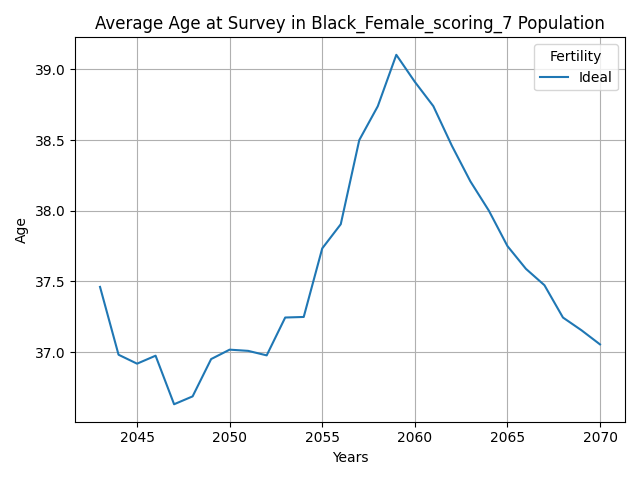 Average Age at Survey in Black_Female_scoring_7 Population
Fertility
Ideal
39.0
38.5
38.0
37.5
37.0
Age
2045 2050 2055 2060 2065 2070
Years